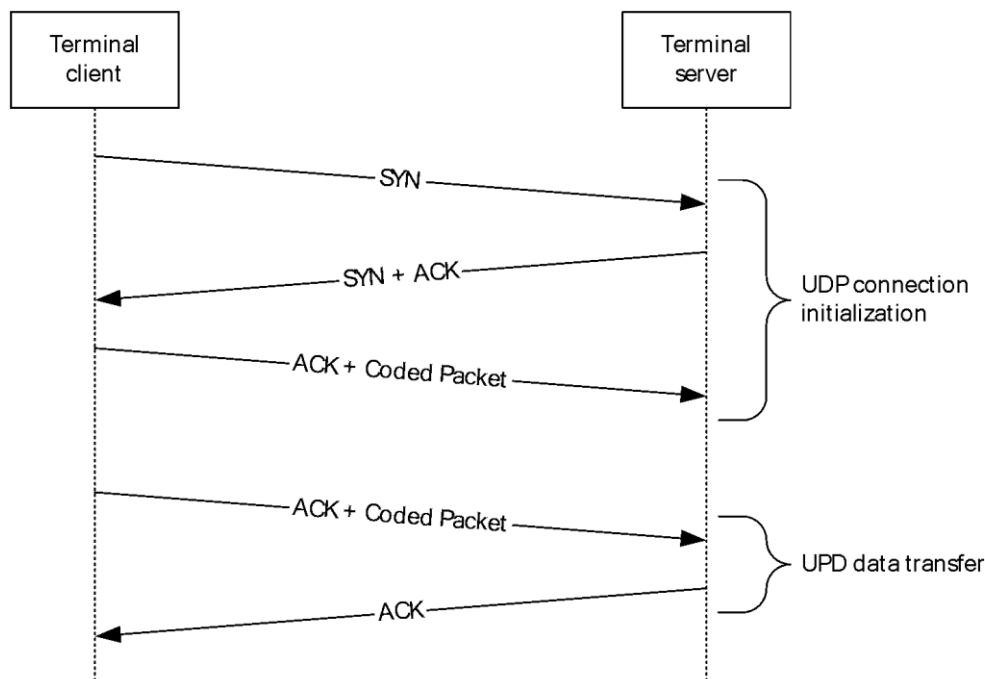 Terminal
client
Terminal
server
SYN
SYN + ACK
UDP connection
initialization
ACK + Coded Packet
ACK + Coded Packet
UPD data transfer
ACK